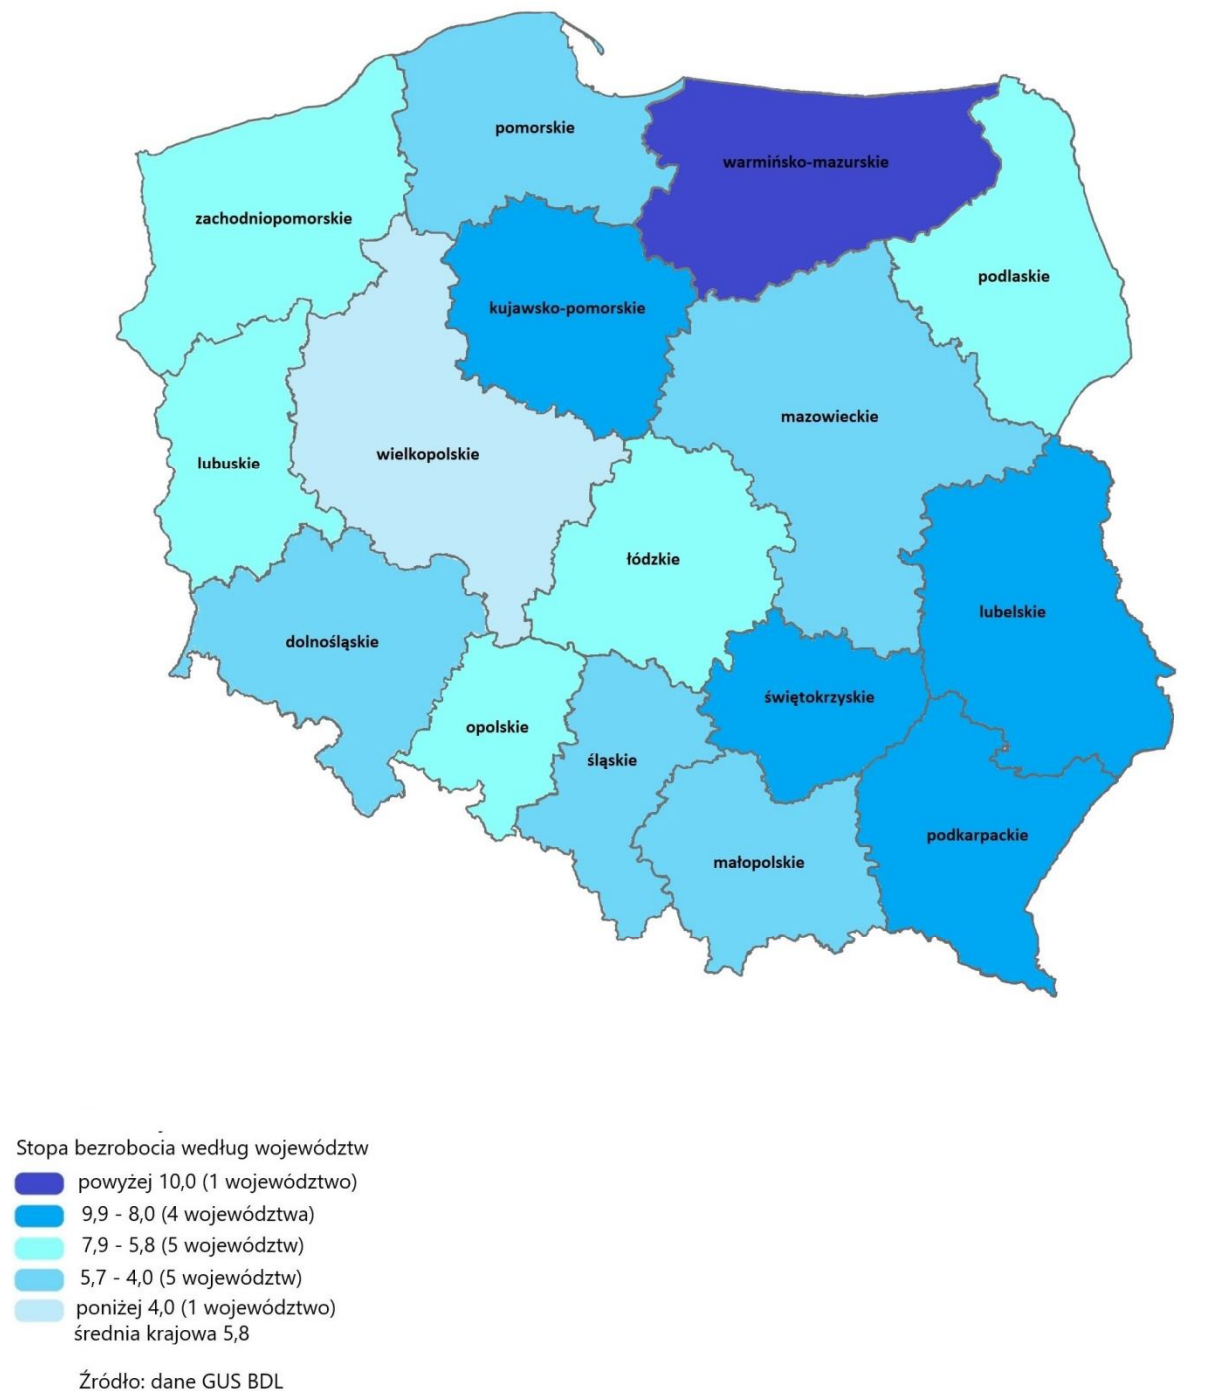 pomorskie
warmińsko-mazurskie
zachodniopomorskie
podlaskie
kujawsko-pomorskie
mazowieckie
wielkopolskie
lubuskie
łódzkie
lubelskie
dolnośląskie
świętokrzyskie
opolskie
śląskie
podkarpackie
małopolskie
Stopa bezrobocia według województw
powyżej 10,0 (1 województwo)
9,9 - 8,0 (4 województwa)
7,9 - 5,8 (5 województw)
5,7 - 4,0 (5 województw)
poniżej 4,0 (1 województwo)
średnia krajowa 5,8
Źródło: dane GUS BDL